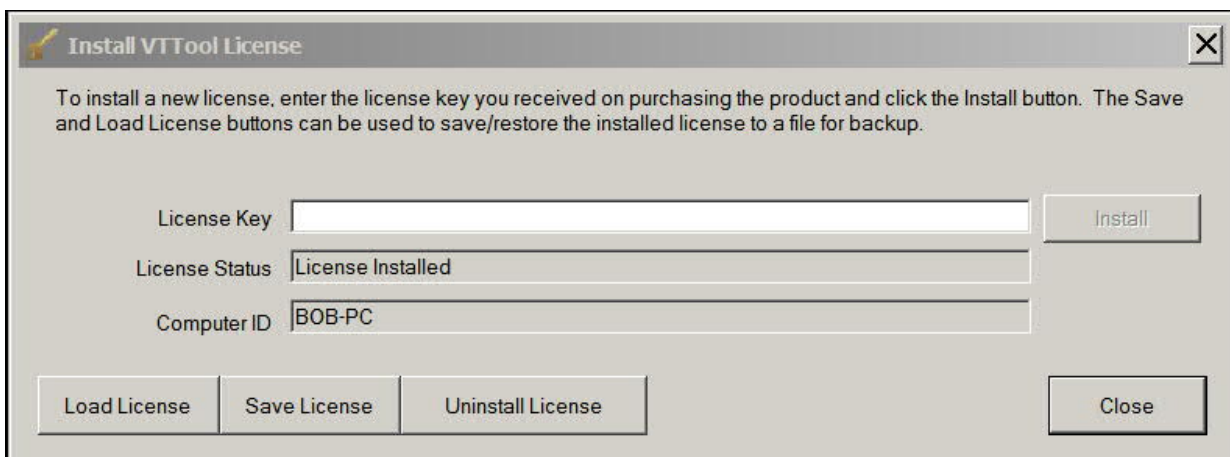 Install VTTool License
To install a new license, enter the license key you received on purchasing the product and click the Install button. The Save
and Load License buttons can be used to save/restore the installed license to a file for backup.
License Key
Install
License Status
License Installed
Computer ID
BOB-PC
Load License
Save License
Uninstall License
Close